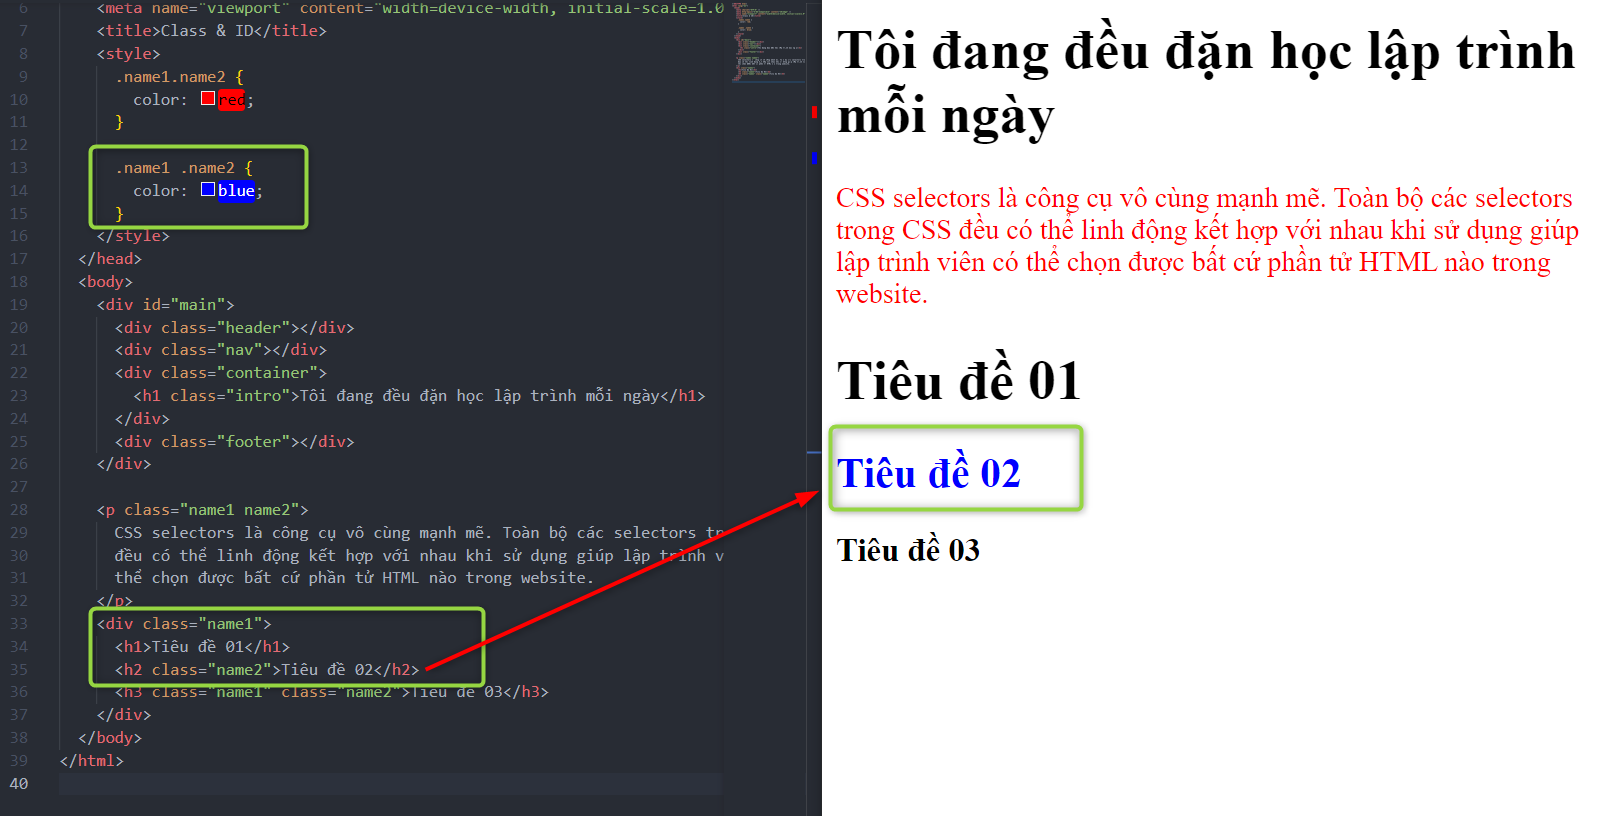 6 <meta name="viewport" content="width=device-width, initial-scale=1.0
7 <title>Class & ID</title>
8 <style>
9 .name1.name2 {
10 color: red;
11 }
12
13 .name1 .name2 {
14 color: blue;
15 }
16 </style>
17 </head>
18 <body>
19 <div id="main">
20 <div class="header"></div>
21 <div class="nav"></div>
22 <div class="container">
23 <h1 class="intro">Tôi đang đều đặn học lập trình mỗi ngày</h1>
24 </div>
25 <div class="footer"></div>
26 </div>
27
28 <p class="name1 name2">
29 CSS selectors là công cụ vô cùng mạnh mẽ. Toàn bộ các selectors tr
30 đều có thể linh động kết hợp với nhau khi sử dụng giúp lập trình v
31 thể chọn được bất cứ phần tử HTML nào trong website.
32 </p>
33 <div class="name1">
34 <h1>Tiêu đề 01</h1>
35 <h2 class="name2">Tiêu đề 02</h2>
36 <h3 class="name1" class="name2">Tiêu đề 03</h3>
37 </div>
38 </body>
39 </html>
40
Tôi đang đều đặn học lập trình
mỗi ngày
CSS selectors là công cụ vô cùng mạnh mẽ. Toàn bộ các selectors
trong CSS đều có thể linh động kết hợp với nhau khi sử dụng giúp
lập trình viên có thể chọn được bất cứ phần tử HTML nào trong
website.
Tiêu đề 01
Tiêu đề 02
Tiêu đề 03